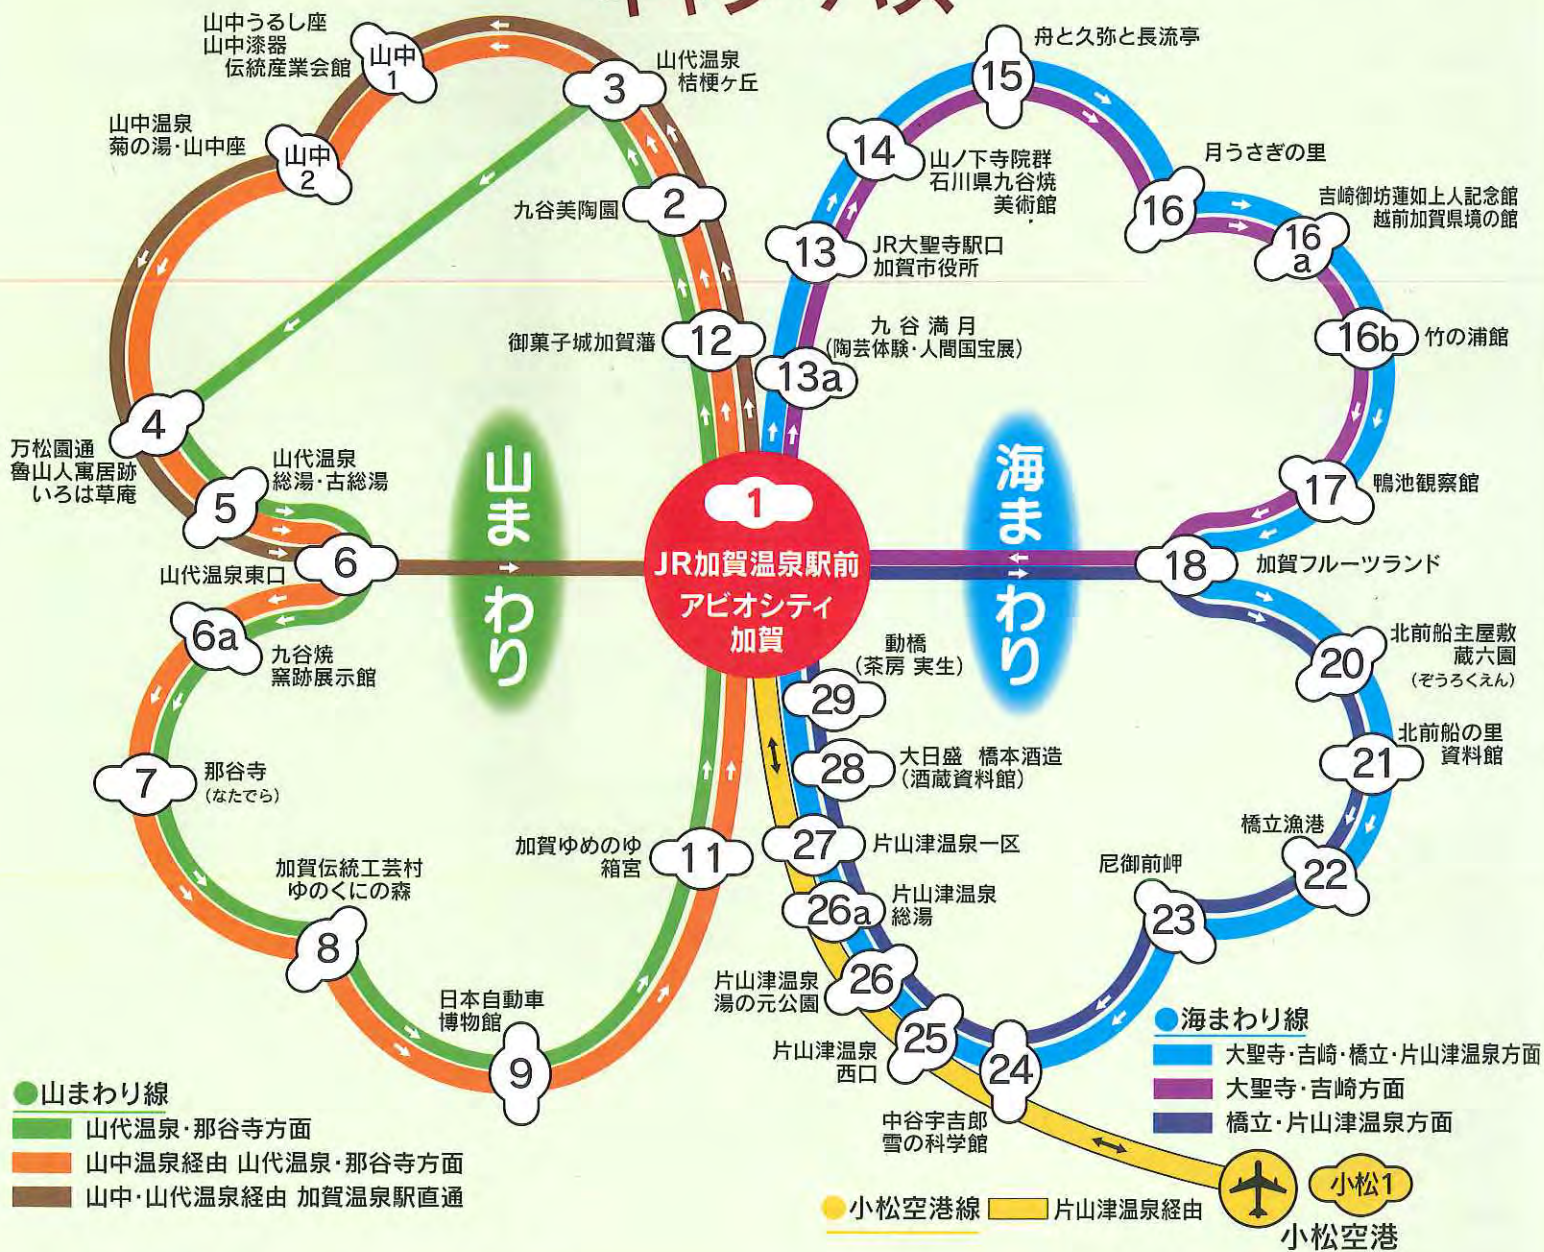 山中うるし座
山中漆器
伝統産業会館
山中
1
山中温泉
菊の湯・山中座
山中
2
3
山代温泉
桔梗ヶ丘
九谷美陶園
2
御菓子城加賀藩
12
4
万松園通
魯山人寓居跡
いろは草庵
5
山代温泉
総湯・古総湯
山代温泉東口
6
6a
九谷焼
窯跡展示館
7
那谷寺
(なたでら)
加賀伝統工芸村
ゆのくにの森
8
日本自動車
博物館
9
加賀ゆめのゆ
箱宮
11
山まわり
1
JR加賀温泉駅前
アビオシティ
加賀
海まわり
15
舟と久弥と長流亭
14
山ノ下寺院群
石川県九谷焼
美術館
13
JR大聖寺駅口
加賀市役所
九谷満月
(陶芸体験・人間国宝展)
13a
月うさぎの里
16
吉崎御坊蓮如上人記念館
越前加賀県境の館
16
a
16b
竹の浦館
17
鴨池観察館
18
加賀フルーツランド
20
北前船主屋敷
蔵六園
(ぞうろくえん)
21
北前船の里
資料館
橋立漁港
22
尼御前岬
23
24
中谷宇吉郎
雪の科学館
25
片山津温泉
西口
26
片山津温泉
湯の元公園
26a
片山津温泉
総湯
27
片山津温泉一区
28
大日盛 橋本酒造
(酒蔵資料館)
29
動橋
(茶房 実生)
●山まわり線
山代温泉・那谷寺方面
山中温泉経由 山代温泉・那谷寺方面
山中・山代温泉経由 加賀温泉駅直通
●海まわり線
大聖寺・吉崎・橋立・片山津温泉方面
大聖寺・吉崎方面
橋立・片山津温泉方面
●小松空港線
片山津温泉経由
小松1
小松空港